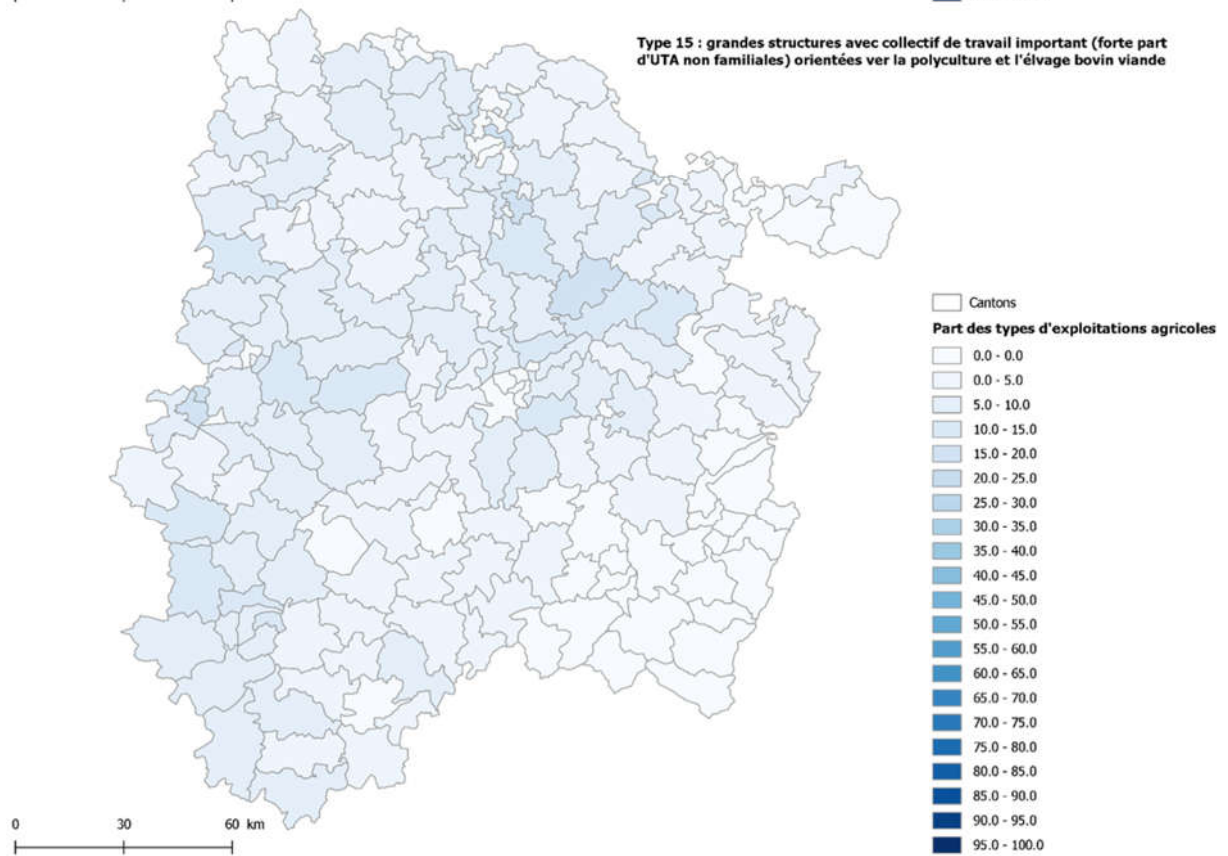 Type 15 : grandes structures avec collectif de travail important (forte part
d'UTA non familiales) orientées ver la polyculture et l'élvage bovin viande
Cantons
Part des types d'exploitations agricoles
0.0 - 0.0
0.0 - 5.0
5.0 - 10.0
10.0 - 15.0
15.0 - 20.0
20.0 - 25.0
25.0 - 30.0
30.0 - 35.0
35.0 - 40.0
40.0 - 45.0
45.0 - 50.0
50.0 - 55.0
55.0 - 60.0
60.0 - 65.0
65.0 - 70.0
70.0 - 75.0
75.0 - 80.0
80.0 - 85.0
85.0 - 90.0
90.0 - 95.0
95.0 - 100.0
0 30 60 km